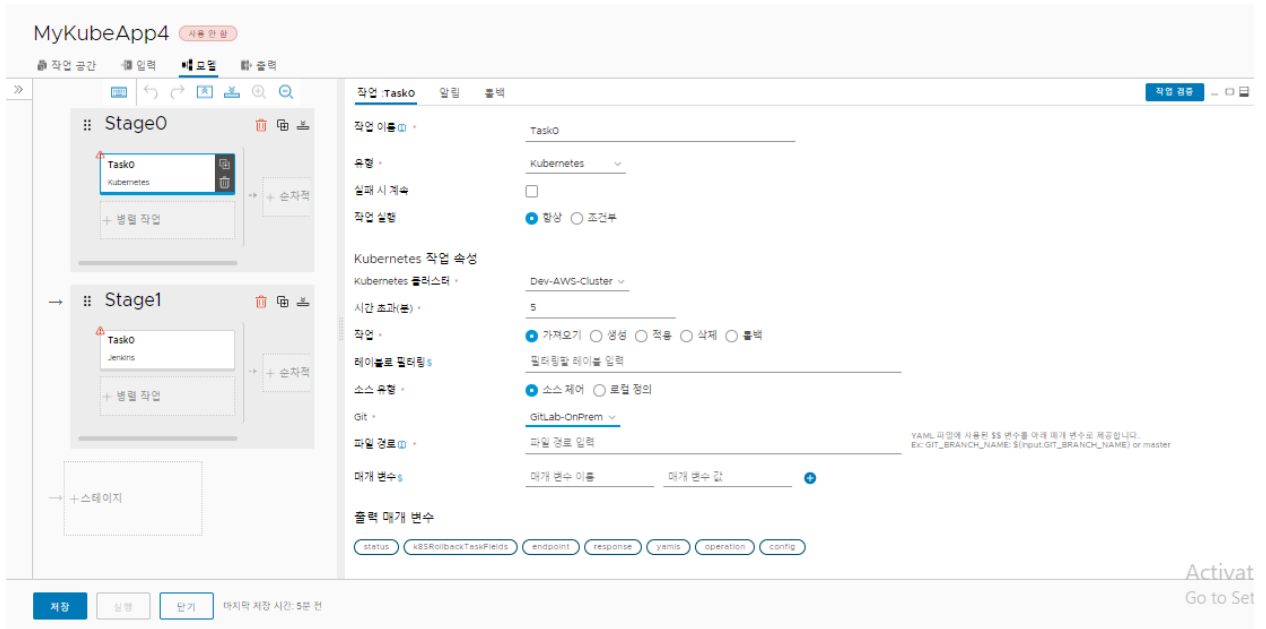 MyKubeApp4 사용 안 함
작업 공간 입력 모델 출력
Stage0
Task0
Kubernetes
+ 병렬 작업
+ 순차적
Stage1
Task0
Jenkins
+ 병렬 작업
+ 순차적
+스테이지
작업 :Task0 알림 롤백 작업 검증
작업 이름 * Task0
유형 * Kubernetes
실패 시 계속
작업 실행 항상 조건부
Kubernetes 작업 속성
Kubernetes 클러스터 * Dev-AWS-Cluster
시간 초과(분) * 5
작업 * 가져오기 생성 적용 삭제 롤백
레이블로 필터링$ 필터링할 레이블 입력
소스 유형 * 소스 제어 로컬 정의
Git * GitLab-OnPrem
파일 경로 * 파일 경로 입력
YAML 파일에 사용된 $$ 변수를 아래 매개 변수로 제공합니다.
Ex: GIT_BRANCH_NAME: ${input.GIT_BRANCH_NAME} or master
매개 변수$ 매개 변수 이름 매개 변수 값
출력 매개 변수
status k8SRollbackTaskFields endpoint response yamls operation config
저장 실행 닫기 마지막 저장 시간: 5분 전
Activat
Go to Set